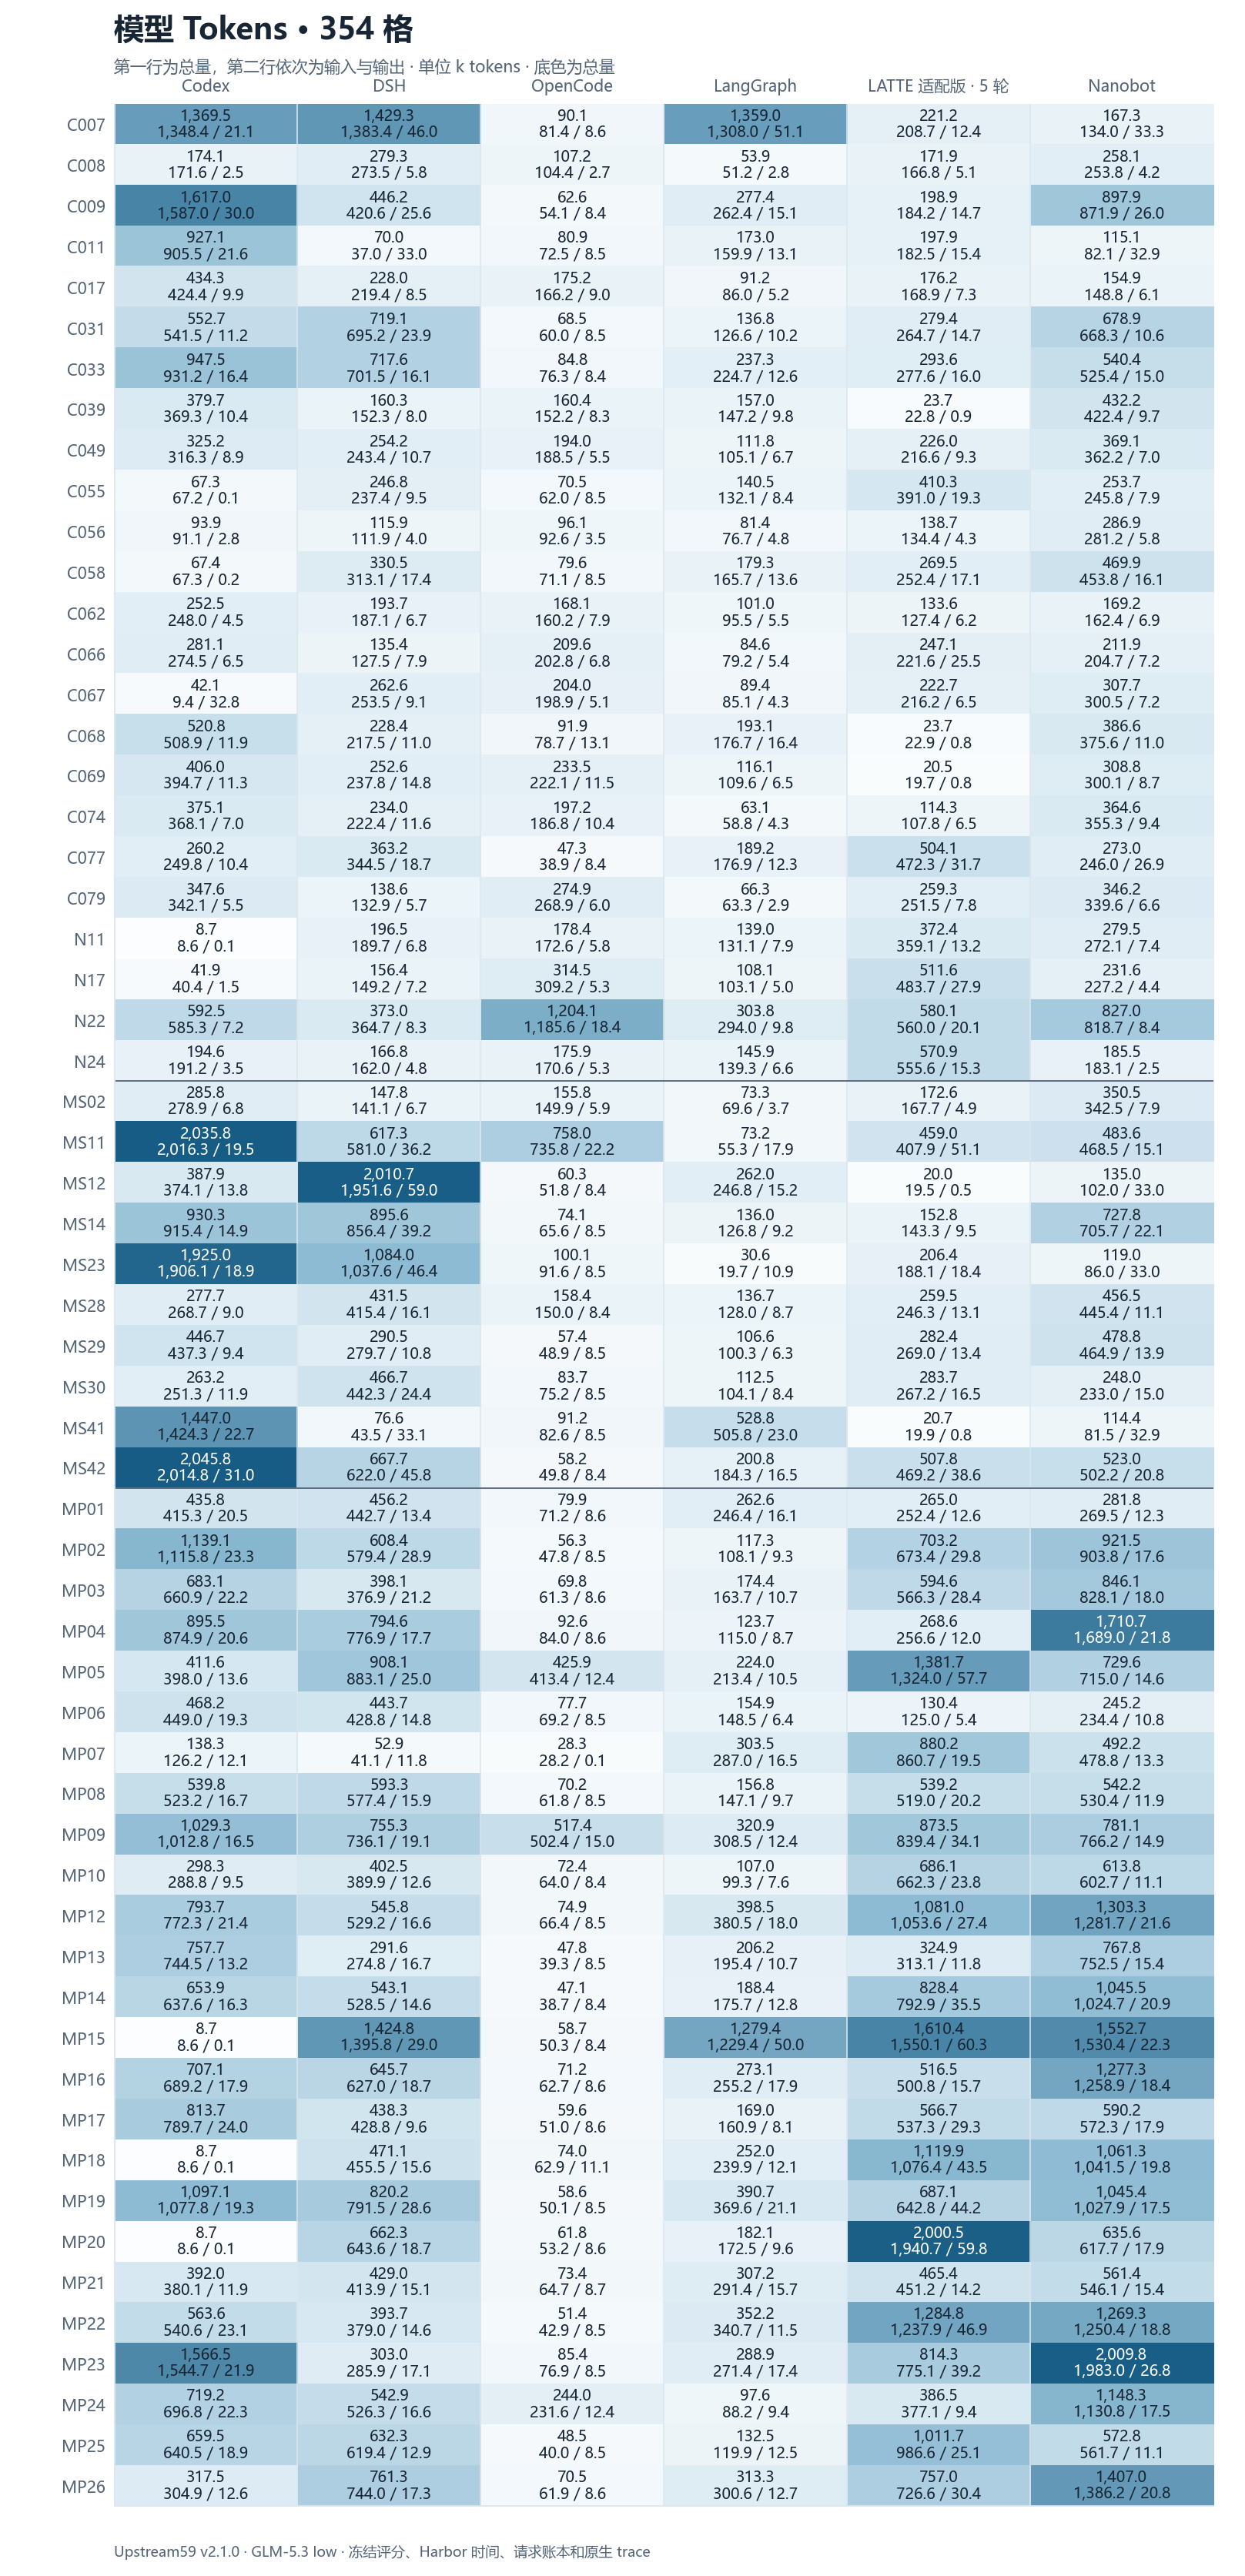 模型 Tokens • 354 格
第一行为总量，第二行依次为输入与输出 · 单位 k tokens · 底色为总量
Codex DSH OpenCode LangGraph LATTE 适配版 · 5 轮 Nanobot
1,369.5 1,429.3 90.1 1,359.0 221.2 167.3
C007 1,348.4 / 21.1 1,383.4 / 46.0 81.4 / 8.6 1,308.0 / 51.1 208.7 / 12.4 134.0 / 33.3
174.1 279.3 107.2 53.9 171.9 258.1
C008 171.6 / 2.5 273.5 / 5.8 104.4 / 2.7 51.2 / 2.8 166.8 / 5.1 253.8 / 4.2
1,617.0 446.2 62.6 277.4 198.9 897.9
C009 1,587.0 / 30.0 420.6 / 25.6 54.1 / 8.4 262.4 / 15.1 184.2 / 14.7 871.9 / 26.0
927.1 70.0 80.9 173.0 197.9 115.1
C011 905.5 / 21.6 37.0 / 33.0 72.5 / 8.5 159.9 / 13.1 182.5 / 15.4 82.1 / 32.9
434.3 228.0 175.2 91.2 176.2 154.9
C017 424.4 / 9.9 219.4 / 8.5 166.2 / 9.0 86.0 / 5.2 168.9 / 7.3 148.8 / 6.1
552.7 719.1 68.5 136.8 279.4 678.9
C031 541.5 / 11.2 695.2 / 23.9 60.0 / 8.5 126.6 / 10.2 264.7 / 14.7 668.3 / 10.6
947.5 717.6 84.8 237.3 293.6 540.4
C033 931.2 / 16.4 701.5 / 16.1 76.3 / 8.4 224.7 / 12.6 277.6 / 16.0 525.4 / 15.0
379.7 160.3 160.4 157.0 23.7 432.2
C039 369.3 / 10.4 152.3 / 8.0 152.2 / 8.3 147.2 / 9.8 22.8 / 0.9 422.4 / 9.7
325.2 254.2 194.0 111.8 226.0 369.1
C049 316.3 / 8.9 243.4 / 10.7 188.5 / 5.5 105.1 / 6.7 216.6 / 9.3 362.2 / 7.0
67.3 246.8 70.5 140.5 410.3 253.7
C055 67.2 / 0.1 237.4 / 9.5 62.0 / 8.5 132.1 / 8.4 391.0 / 19.3 245.8 / 7.9
93.9 115.9 96.1 81.4 138.7 286.9
C056 91.1 / 2.8 111.9 / 4.0 92.6 / 3.5 76.7 / 4.8 134.4 / 4.3 281.2 / 5.8
67.4 330.5 79.6 179.3 269.5 469.9
C058 67.3 / 0.2 313.1 / 17.4 71.1 / 8.5 165.7 / 13.6 252.4 / 17.1 453.8 / 16.1
252.5 193.7 168.1 101.0 133.6 169.2
C062 248.0 / 4.5 187.1 / 6.7 160.2 / 7.9 95.5 / 5.5 127.4 / 6.2 162.4 / 6.9
281.1 135.4 209.6 84.6 247.1 211.9
C066 274.5 / 6.5 127.5 / 7.9 202.8 / 6.8 79.2 / 5.4 221.6 / 25.5 204.7 / 7.2
42.1 262.6 204.0 89.4 222.7 307.7
C067 9.4 / 32.8 253.5 / 9.1 198.9 / 5.1 85.1 / 4.3 216.2 / 6.5 300.5 / 7.2
520.8 228.4 91.9 193.1 23.7 386.6
C068 508.9 / 11.9 217.5 / 11.0 78.7 / 13.1 176.7 / 16.4 22.9 / 0.8 375.6 / 11.0
406.0 252.6 233.5 116.1 20.5 308.8
C069 394.7 / 11.3 237.8 / 14.8 222.1 / 11.5 109.6 / 6.5 19.7 / 0.8 300.1 / 8.7
375.1 234.0 197.2 63.1 114.3 364.6
C074 368.1 / 7.0 222.4 / 11.6 186.8 / 10.4 58.8 / 4.3 107.8 / 6.5 355.3 / 9.4
260.2 363.2 47.3 189.2 504.1 273.0
C077 249.8 / 10.4 344.5 / 18.7 38.9 / 8.4 176.9 / 12.3 472.3 / 31.7 246.0 / 26.9
347.6 138.6 274.9 66.3 259.3 346.2
C079 342.1 / 5.5 132.9 / 5.7 268.9 / 6.0 63.3 / 2.9 251.5 / 7.8 339.6 / 6.6
8.7 196.5 178.4 139.0 372.4 279.5
N11 8.6 / 0.1 189.7 / 6.8 172.6 / 5.8 131.1 / 7.9 359.1 / 13.2 272.1 / 7.4
41.9 156.4 314.5 108.1 511.6 231.6
N17 40.4 / 1.5 149.2 / 7.2 309.2 / 5.3 103.1 / 5.0 483.7 / 27.9 227.2 / 4.4
592.5 373.0 1,204.1 303.8 580.1 827.0
N22 585.3 / 7.2 364.7 / 8.3 1,185.6 / 18.4 294.0 / 9.8 560.0 / 20.1 818.7 / 8.4
194.6 166.8 175.9 145.9 570.9 185.5
N24 191.2 / 3.5 162.0 / 4.8 170.6 / 5.3 139.3 / 6.6 555.6 / 15.3 183.1 / 2.5
285.8 147.8 155.8 73.3 172.6 350.5
MS02 278.9 / 6.8 141.1 / 6.7 149.9 / 5.9 69.6 / 3.7 167.7 / 4.9 342.5 / 7.9
2,035.8 617.3 758.0 73.2 459.0 483.6
MS11 2,016.3 / 19.5 581.0 / 36.2 735.8 / 22.2 55.3 / 17.9 407.9 / 51.1 468.5 / 15.1
387.9 2,010.7 60.3 262.0 20.0 135.0
MS12 374.1 / 13.8 1,951.6 / 59.0 51.8 / 8.4 246.8 / 15.2 19.5 / 0.5 102.0 / 33.0
930.3 895.6 74.1 136.0 152.8 727.8
MS14 915.4 / 14.9 856.4 / 39.2 65.6 / 8.5 126.8 / 9.2 143.3 / 9.5 705.7 / 22.1
1,925.0 1,084.0 100.1 30.6 206.4 119.0
MS23 1,906.1 / 18.9 1,037.6 / 46.4 91.6 / 8.5 19.7 / 10.9 188.1 / 18.4 86.0 / 33.0
277.7 431.5 158.4 136.7 259.5 456.5
MS28 268.7 / 9.0 415.4 / 16.1 150.0 / 8.4 128.0 / 8.7 246.3 / 13.1 445.4 / 11.1
446.7 290.5 57.4 106.6 282.4 478.8
MS29 437.3 / 9.4 279.7 / 10.8 48.9 / 8.5 100.3 / 6.3 269.0 / 13.4 464.9 / 13.9
263.2 466.7 83.7 112.5 283.7 248.0
MS30 251.3 / 11.9 442.3 / 24.4 75.2 / 8.5 104.1 / 8.4 267.2 / 16.5 233.0 / 15.0
1,447.0 76.6 91.2 528.8 20.7 114.4
MS41 1,424.3 / 22.7 43.5 / 33.1 82.6 / 8.5 505.8 / 23.0 19.9 / 0.8 81.5 / 32.9
2,045.8 667.7 58.2 200.8 507.8 523.0
MS42 2,014.8 / 31.0 622.0 / 45.8 49.8 / 8.4 184.3 / 16.5 469.2 / 38.6 502.2 / 20.8
435.8 456.2 79.9 262.6 265.0 281.8
MP01 415.3 / 20.5 442.7 / 13.4 71.2 / 8.6 246.4 / 16.1 252.4 / 12.6 269.5 / 12.3
1,139.1 608.4 56.3 117.3 703.2 921.5
MP02 1,115.8 / 23.3 579.4 / 28.9 47.8 / 8.5 108.1 / 9.3 673.4 / 29.8 903.8 / 17.6
683.1 398.1 69.8 174.4 594.6 846.1
MP03 660.9 / 22.2 376.9 / 21.2 61.3 / 8.6 163.7 / 10.7 566.3 / 28.4 828.1 / 18.0
895.5 794.6 92.6 123.7 268.6 1,710.7
MP04 874.9 / 20.6 776.9 / 17.7 84.0 / 8.6 115.0 / 8.7 256.6 / 12.0 1,689.0 / 21.8
411.6 908.1 425.9 224.0 1,381.7 729.6
MP05 398.0 / 13.6 883.1 / 25.0 413.4 / 12.4 213.4 / 10.5 1,324.0 / 57.7 715.0 / 14.6
468.2 443.7 77.7 154.9 130.4 245.2
MP06 449.0 / 19.3 428.8 / 14.8 69.2 / 8.5 148.5 / 6.4 125.0 / 5.4 234.4 / 10.8
138.3 52.9 28.3 303.5 880.2 492.2
MP07 126.2 / 12.1 41.1 / 11.8 28.2 / 0.1 287.0 / 16.5 860.7 / 19.5 478.8 / 13.3
539.8 593.3 70.2 156.8 539.2 542.2
MP08 523.2 / 16.7 577.4 / 15.9 61.8 / 8.5 147.1 / 9.7 519.0 / 20.2 530.4 / 11.9
1,029.3 755.3 517.4 320.9 873.5 781.1
MP09 1,012.8 / 16.5 736.1 / 19.1 502.4 / 15.0 308.5 / 12.4 839.4 / 34.1 766.2 / 14.9
298.3 402.5 72.4 107.0 686.1 613.8
MP10 288.8 / 9.5 389.9 / 12.6 64.0 / 8.4 99.3 / 7.6 662.3 / 23.8 602.7 / 11.1
793.7 545.8 74.9 398.5 1,081.0 1,303.3
MP12 772.3 / 21.4 529.2 / 16.6 66.4 / 8.5 380.5 / 18.0 1,053.6 / 27.4 1,281.7 / 21.6
757.7 291.6 47.8 206.2 324.9 767.8
MP13 744.5 / 13.2 274.8 / 16.7 39.3 / 8.5 195.4 / 10.7 313.1 / 11.8 752.5 / 15.4
653.9 543.1 47.1 188.4 828.4 1,045.5
MP14 637.6 / 16.3 528.5 / 14.6 38.7 / 8.4 175.7 / 12.8 792.9 / 35.5 1,024.7 / 20.9
8.7 1,424.8 58.7 1,279.4 1,610.4 1,552.7
MP15 8.6 / 0.1 1,395.8 / 29.0 50.3 / 8.4 1,229.4 / 50.0 1,550.1 / 60.3 1,530.4 / 22.3
707.1 645.7 71.2 273.1 516.5 1,277.3
MP16 689.2 / 17.9 627.0 / 18.7 62.7 / 8.6 255.2 / 17.9 500.8 / 15.7 1,258.9 / 18.4
813.7 438.3 59.6 169.0 566.7 590.2
MP17 789.7 / 24.0 428.8 / 9.6 51.0 / 8.6 160.9 / 8.1 537.3 / 29.3 572.3 / 17.9
8.7 471.1 74.0 252.0 1,119.9 1,061.3
MP18 8.6 / 0.1 455.5 / 15.6 62.9 / 11.1 239.9 / 12.1 1,076.4 / 43.5 1,041.5 / 19.8
1,097.1 820.2 58.6 390.7 687.1 1,045.4
MP19 1,077.8 / 19.3 791.5 / 28.6 50.1 / 8.5 369.6 / 21.1 642.8 / 44.2 1,027.9 / 17.5
8.7 662.3 61.8 182.1 2,000.5 635.6
MP20 8.6 / 0.1 643.6 / 18.7 53.2 / 8.6 172.5 / 9.6 1,940.7 / 59.8 617.7 / 17.9
392.0 429.0 73.4 307.2 465.4 561.4
MP21 380.1 / 11.9 413.9 / 15.1 64.7 / 8.7 291.4 / 15.7 451.2 / 14.2 546.1 / 15.4
563.6 393.7 51.4 352.2 1,284.8 1,269.3
MP22 540.6 / 23.1 379.0 / 14.6 42.9 / 8.5 340.7 / 11.5 1,237.9 / 46.9 1,250.4 / 18.8
1,566.5 303.0 85.4 288.9 814.3 2,009.8
MP23 1,544.7 / 21.9 285.9 / 17.1 76.9 / 8.5 271.4 / 17.4 775.1 / 39.2 1,983.0 / 26.8
719.2 542.9 244.0 97.6 386.5 1,148.3
MP24 696.8 / 22.3 526.3 / 16.6 231.6 / 12.4 88.2 / 9.4 377.1 / 9.4 1,130.8 / 17.5
659.5 632.3 48.5 132.5 1,011.7 572.8
MP25 640.5 / 18.9 619.4 / 12.9 40.0 / 8.5 119.9 / 12.5 986.6 / 25.1 561.7 / 11.1
317.5 761.3 70.5 313.3 757.0 1,407.0
MP26 304.9 / 12.6 744.0 / 17.3 61.9 / 8.6 300.6 / 12.7 726.6 / 30.4 1,386.2 / 20.8
Upstream59 v2.1.0 · GLM-5.3 low · 冻结评分、Harbor 时间、请求账本和原生 trace